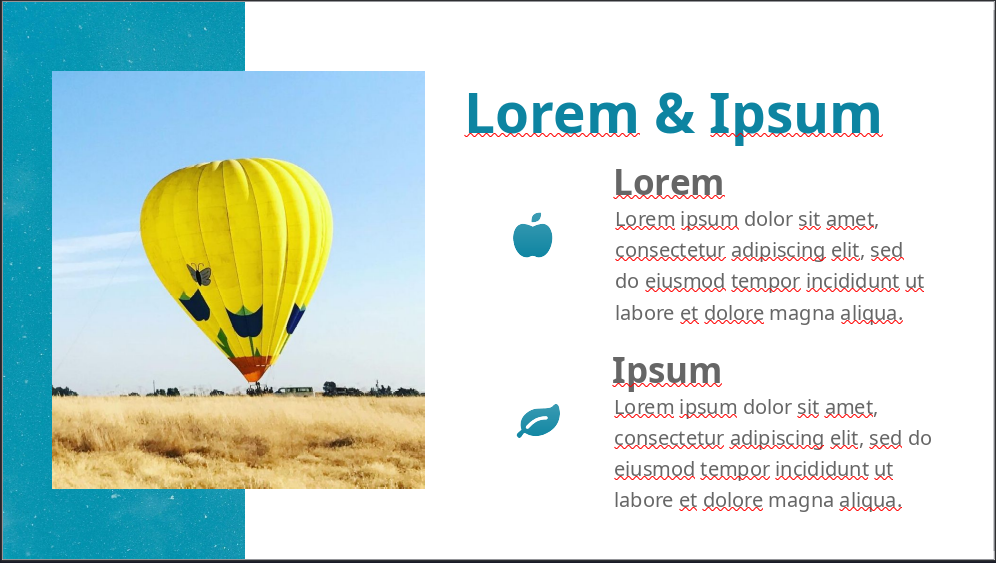 Lorem & Ipsum
Lorem
Lorem ipsum dolor sit amet,
consectetur adipiscing elit, sed
do eiusmod tempor incididunt ut
labore et dolore magna aliqua.
Ipsum
Lorem ipsum dolor sit amet,
consectetur adipiscing elit, sed do
eiusmod tempor incididunt ut
labore et dolore magna aliqua.